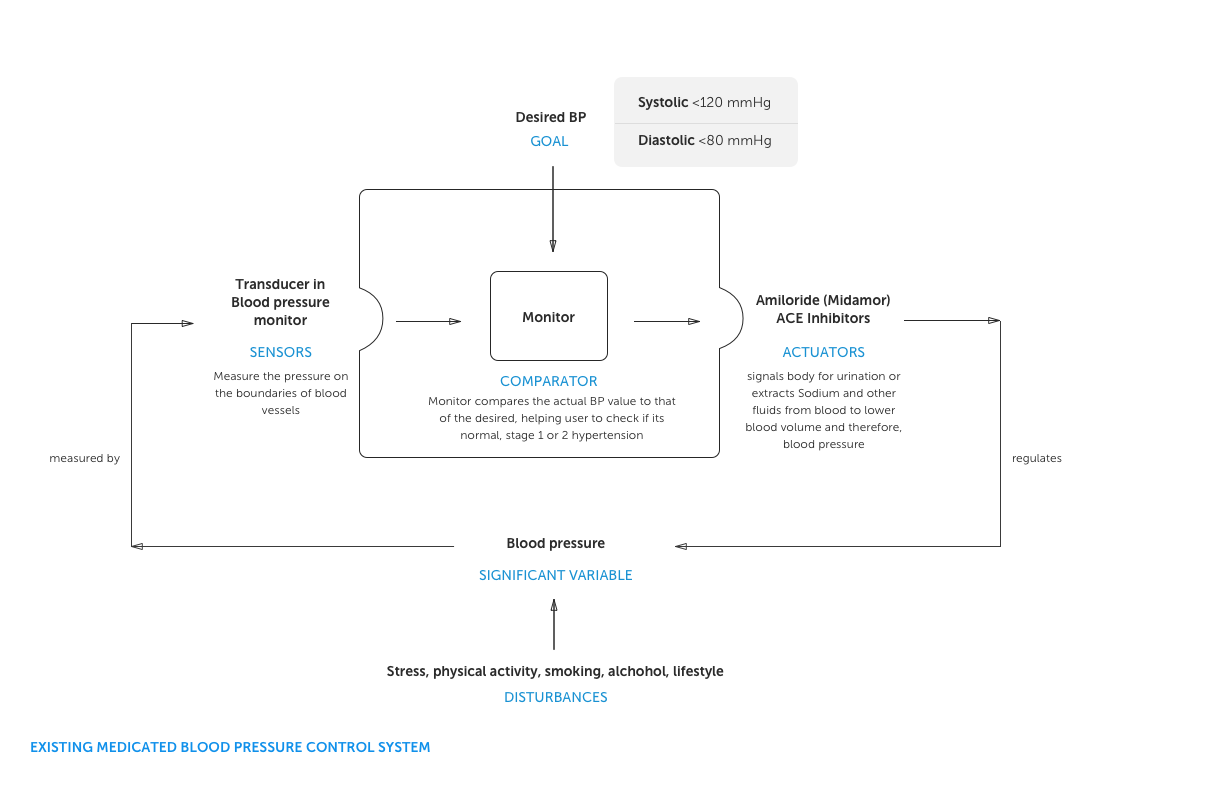 Desired BP
GOAL
Systolic <120 mmHg
Diastolic <80 mmHg
Transducer in
Blood pressure
monitor
SENSORS
Measure the pressure on
the boundaries of blood
vessels
Monitor
COMPARATOR
Monitor compares the actual BP value to that
of the desired, helping user to check if its
normal, stage 1 or 2 hypertension
Amiloride (Midamor)
ACE Inhibitors
ACTUATORS
signals body for urination or
extracts Sodium and other
fluids from blood to lower
blood volume and therefore,
blood pressure
measured by
regulates
Blood pressure
SIGNIFICANT VARIABLE
Stress, physical activity, smoking, alchohol, lifestyle
DISTURBANCES
EXISTING MEDICATED BLOOD PRESSURE CONTROL SYSTEM